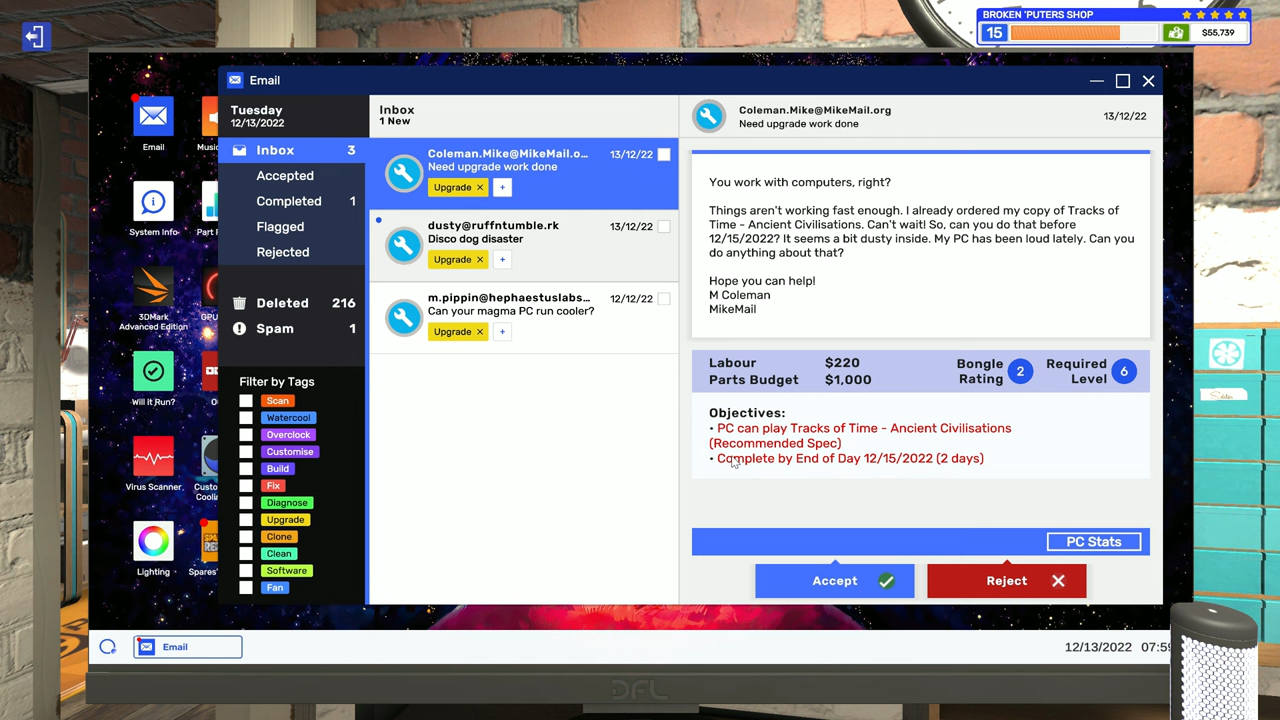 BROKEN 'PUTERS SHOP
15
$55,739
Email
Tuesday
12/13/2022
Inbox 3
Accepted
Completed 1
Flagged
Rejected
Deleted 216
Spam 1
Filter by Tags
Scan
Watercool
Overclock
Customise
Build
Fix
Diagnose
Upgrade
Clone
Clean
Software
Fan
Inbox
1 New
Coleman.Mike@MikeMail.o... 13/12/22
Need upgrade work done
Upgrade × +
dusty@ruffntumble.rk 13/12/22
Disco dog disaster
Upgrade × +
m.pippin@hephaestuslabs... 12/12/22
Can your magma PC run cooler?
Upgrade × +
Coleman.Mike@MikeMail.org
Need upgrade work done
13/12/22
You work with computers, right?
Things aren't working fast enough. I already ordered my copy of Tracks of
Time - Ancient Civilisations. Can't wait! So, can you do that before
12/15/2022? It seems a bit dusty inside. My PC has been loud lately. Can you
do anything about that?
Hope you can help!
M Coleman
MikeMail
Labour $220
Parts Budget $1,000
Bongle
Rating 2
Required
Level 6
Objectives:
• PC can play Tracks of Time - Ancient Civilisations
(Recommended Spec)
• Complete by End of Day 12/15/2022 (2 days)
PC Stats
Accept
Reject
Email
System Info
3DMark
Advanced Edition
Will it Run?
Virus Scanner
Lighting
Musi
Part
GPU
Custo
Coolin
Spares'
Email
12/13/2022 07:59
DFL